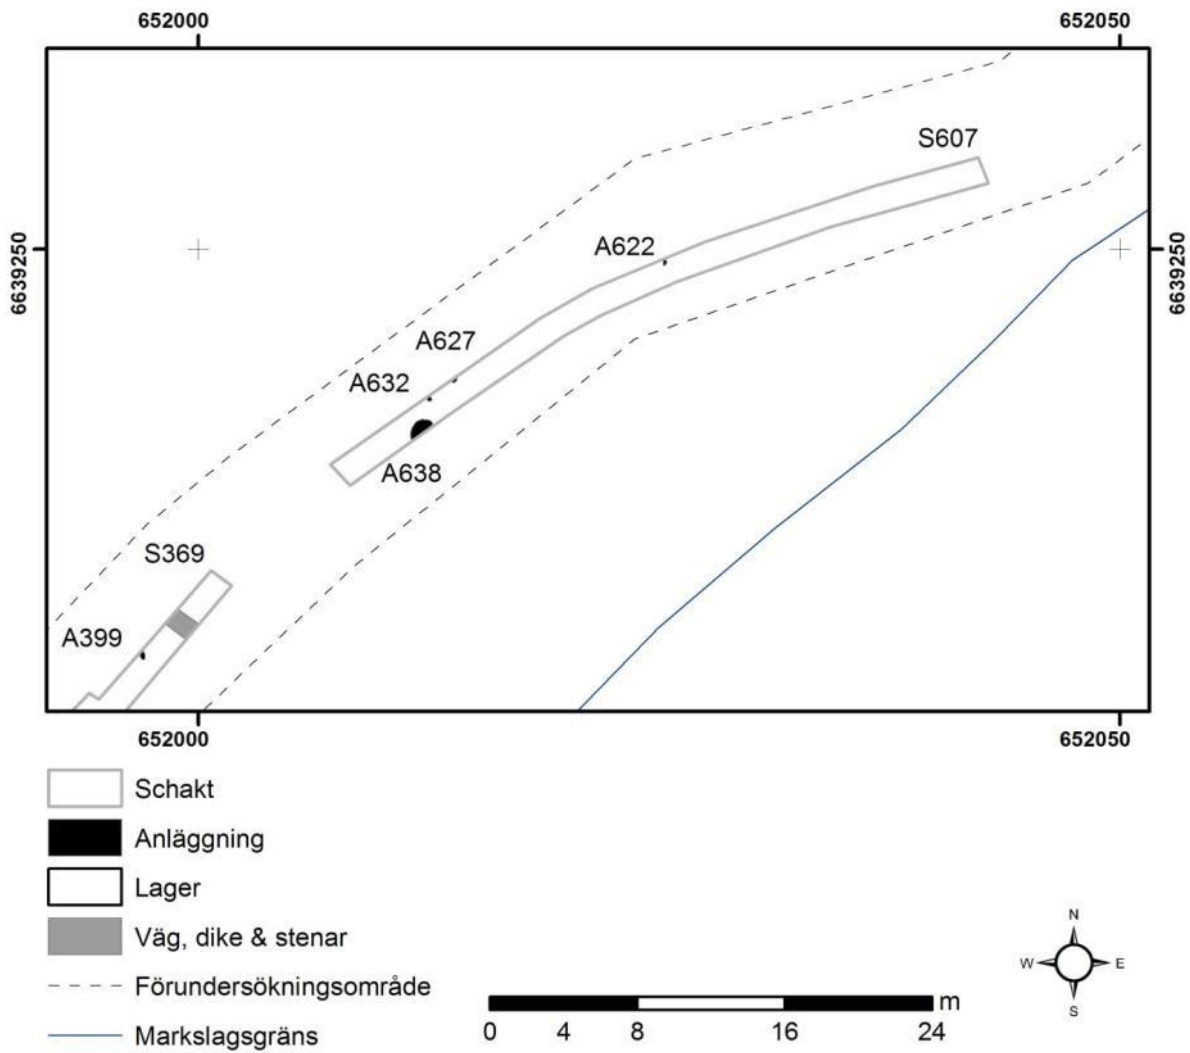 652000 652050
S607
A622
6639250 6639250
A627
A632
A638
S369
A399
652000 652050
Schakt
Anläggning
Lager
Väg, dike & stenar
Förundersökningsområde
Markslagsgräns
N
W E
S
m
0 4 8 16 24